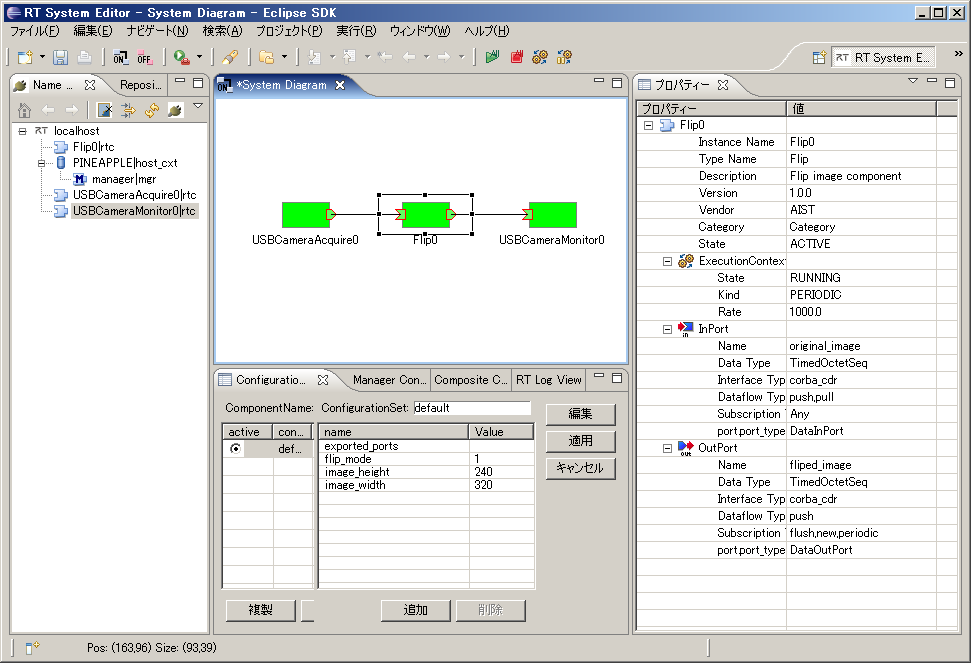 RT System Editor - System Diagram - Eclipse SDK
ファイル(F) 編集(E) ナビゲート(N) 検索(A) プロジェクト(P) 実行(R) ウィンドウ(W) ヘルプ(H)
ON OFF RT RT System E... »
Name ... Reposi...
RT localhost
Flip0|rtc
PINEAPPLE|host_cxt
M manager|mgr
USBCameraAcquire0|rtc
USBCameraMonitor0|rtc
ON *System Diagram
USBCameraAcquire0 Flip0 USBCameraMonitor0
Configuratio... Manager Con... Composite C... RT Log View
ComponentName: ConfigurationSet: default
編集
適用
キャンセル
active con...
def...
name Value
exported_ports
flip_mode 1
image_height 240
image_width 320
複製 追加 削除
プロパティー
プロパティー 値
Flip0
Instance Name Flip0
Type Name Flip
Description Flip image component
Version 1.0.0
Vendor AIST
Category Category
State ACTIVE
ExecutionContex
State RUNNING
Kind PERIODIC
Rate 1000.0
in InPort
Name original_image
Data Type TimedOctetSeq
Interface Typ corba_cdr
Dataflow Typ push,pull
Subscription Any
port.port_type DataInPort
out OutPort
Name fliped_image
Data Type TimedOctetSeq
Interface Typ corba_cdr
Dataflow Typ push
Subscription flush,new,periodic
port.port_type DataOutPort
Pos: (163,96) Size: (93,39)